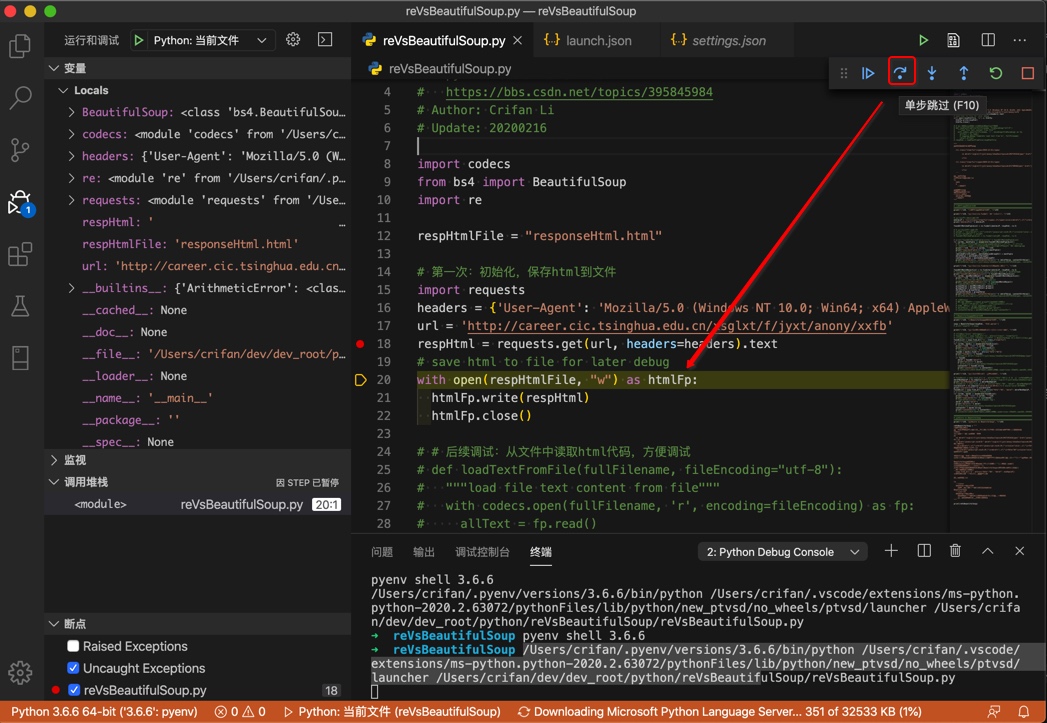 reVsBeautifulSoup.py — reVsBeautifulSoup
运行和调试
Python: 当前文件
reVsBeautifulSoup.py
launch.json
settings.json
reVsBeautifulSoup.py
单步跳过 (F10)
变量
Locals
BeautifulSoup: <class 'bs4.BeautifulSou…
codecs: <module 'codecs' from '/Users/c…
headers: {'User-Agent': 'Mozilla/5.0 (W…
re: <module 're' from '/Users/crifan/.p…
requests: <module 'requests' from '/Use…
respHtml: ' …
respHtmlFile: 'responseHtml.html'
url: 'http://career.cic.tsinghua.edu.cn…
__builtins__: {'ArithmeticError': <clas…
__cached__: None
__doc__: None
__file__: '/Users/crifan/dev/dev_root/p…
__loader__: None
__name__: '__main__'
__package__: ''
__spec__: None
监视
调用堆栈
因 STEP 已暂停
<module>
reVsBeautifulSoup.py
20:1
断点
Raised Exceptions
Uncaught Exceptions
reVsBeautifulSoup.py
18
4 # https://bbs.csdn.net/topics/395845984
5 # Author: Crifan Li
6 # Update: 20200216
7
8 import codecs
9 from bs4 import BeautifulSoup
10 import re
11
12 respHtmlFile = "responseHtml.html"
13
14 # 第一次：初始化，保存html到文件
15 import requests
16 headers = {'User-Agent': 'Mozilla/5.0 (Windows NT 10.0; Win64; x64) AppleW
17 url = 'http://career.cic.tsinghua.edu.cn/xsglxt/f/jyxt/anony/xxfb'
18 respHtml = requests.get(url, headers=headers).text
19 # save html to file for later debug
20 with open(respHtmlFile, "w") as htmlFp:
21 htmlFp.write(respHtml)
22 htmlFp.close()
23
24 # # 后续调试：从文件中读取html代码，方便调试
25 # def loadTextFromFile(fullFilename, fileEncoding="utf-8"):
26 # """load file text content from file"""
27 # with codecs.open(fullFilename, 'r', encoding=fileEncoding) as fp:
28 # allText = fp.read()
问题
输出
调试控制台
终端
2: Python Debug Console
pyenv shell 3.6.6
/Users/crifan/.pyenv/versions/3.6.6/bin/python /Users/crifan/.vscode/extensions/ms-python.
python-2020.2.63072/pythonFiles/lib/python/new_ptvsd/no_wheels/ptvsd/launcher /Users/crifa
n/dev/dev_root/python/reVsBeautifulSoup/reVsBeautifulSoup.py
➜ reVsBeautifulSoup pyenv shell 3.6.6
➜ reVsBeautifulSoup /Users/crifan/.pyenv/versions/3.6.6/bin/python /Users/crifan/.vscode/
extensions/ms-python.python-2020.2.63072/pythonFiles/lib/python/new_ptvsd/no_wheels/ptvsd/
launcher /Users/crifan/dev/dev_root/python/reVsBeautifulSoup/reVsBeautifulSoup.py
1
Python 3.6.6 64-bit ('3.6.6': pyenv)
0
0
Python: 当前文件 (reVsBeautifulSoup)
Downloading Microsoft Python Language Server... 351 of 32533 KB (1%)